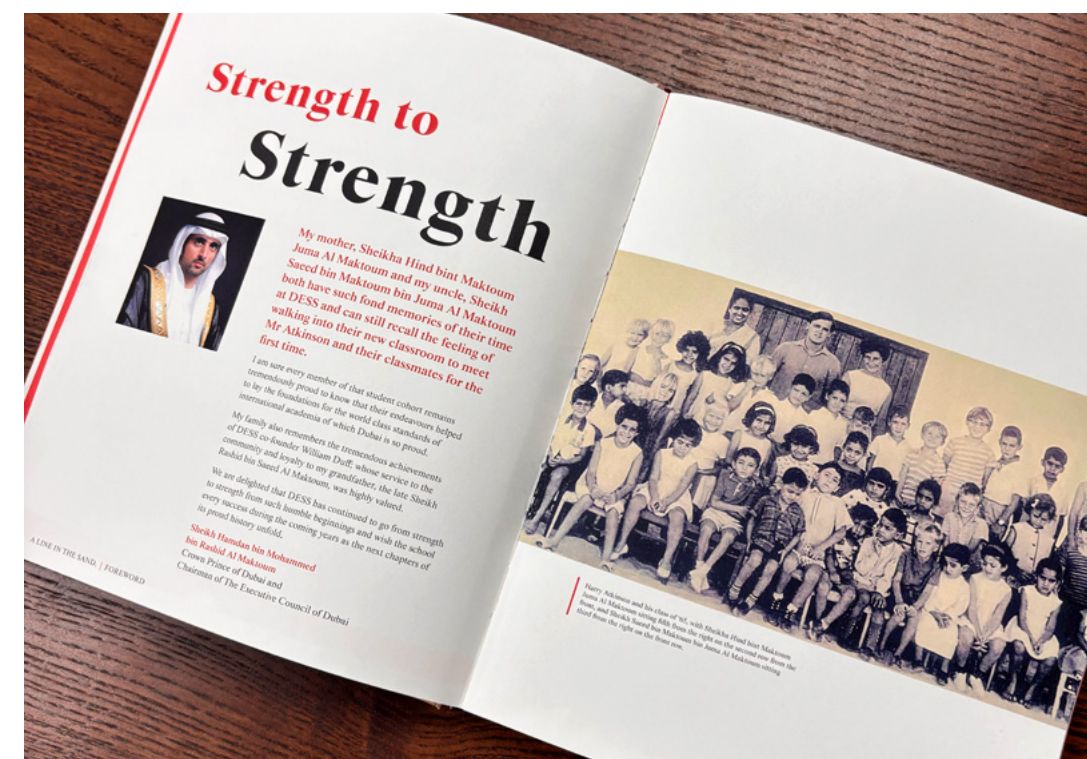 Strength to
Strength
My mother, Sheikha Hind bint Maktoum
Juma Al Maktoum and my uncle, Sheikh
Saeed bin Maktoum bin Juma Al Maktoum
both have such fond memories of their time
at DESS and can still recall the feeling of
walking into their new classroom to meet
Mr Atkinson and their classmates for the
first time.
I am sure every member of that student cohort remains
tremendously proud to know that their endeavours helped
to lay the foundations for the world class standards of
international academia of which Dubai is so proud.
My family also remembers the tremendous achievements
of DESS co-founder William Duff; whose service to the
community and loyalty to my grandfather, the late Sheikh
Rashid bin Saeed Al Maktoum, was highly valued.
We are delighted that DESS has continued to go from strength
to strength from such humble beginnings and wish the school
every success during the coming years as the next chapters of
its proud history unfold.
Sheikh Hamdan bin Mohammed
bin Rashid Al Maktoum
Crown Prince of Dubai and
Chairman of The Executive Council of Dubai
A LINE IN THE SAND. | FOREWORD
Harry Atkinson and his class of '65, with Sheikha Hind bint Maktoum
Juma Al Maktoum sitting fifth from the right on the second row from the
front, and Sheikh Saeed bin Maktoum bin Juma Al Maktoum sitting
third from the right on the front row.